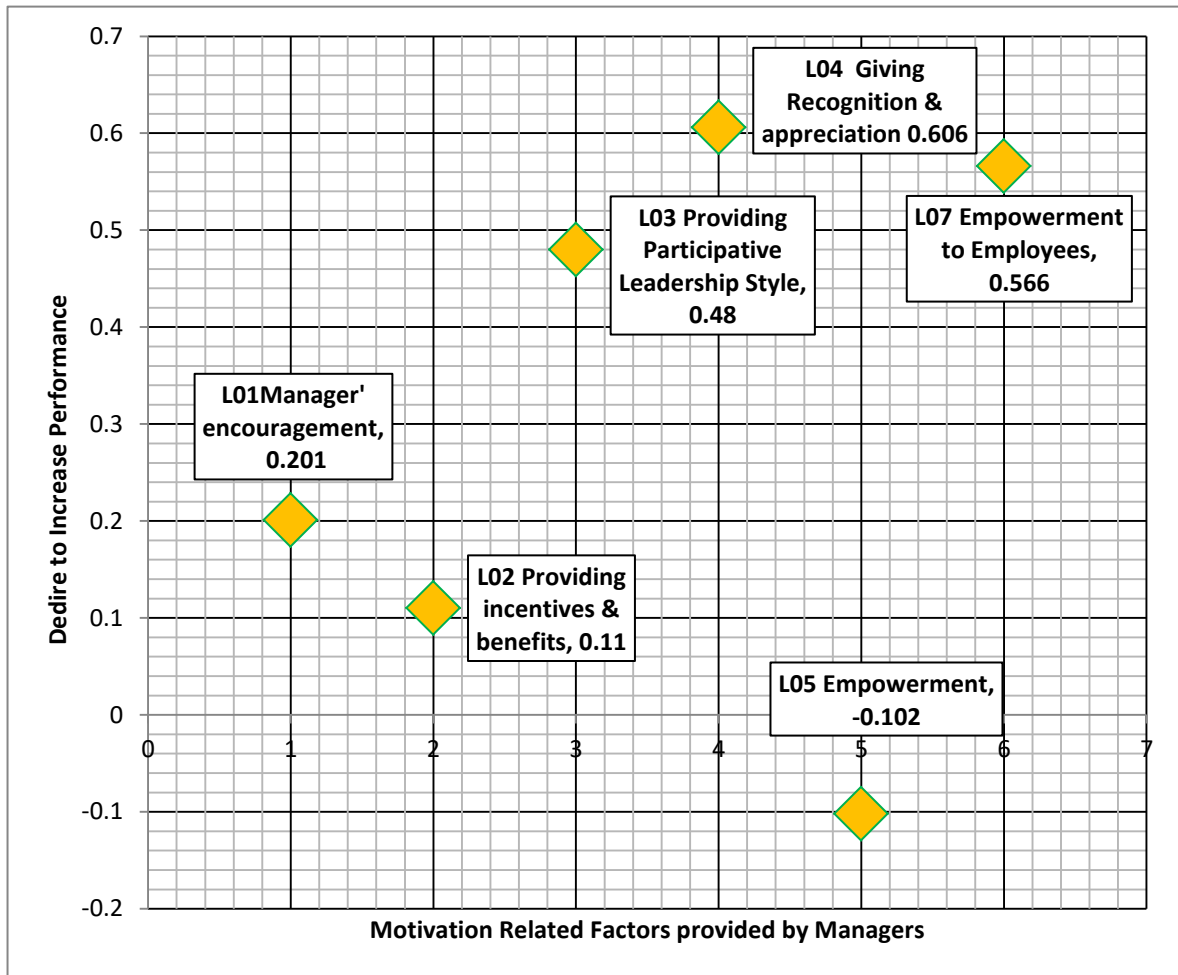 0.7
0.6
0.5
0.4
0.3
0.2
0.1
0
-0.1
-0.2
0
1
2
3
4
5
6
7
Dedire to Increase Performance
Motivation Related Factors provided by Managers
L01Manager'
encouragement,
0.201
L02 Providing
incentives &
benefits, 0.11
L03 Providing
Participative
Leadership Style,
0.48
L04  Giving
Recognition &
appreciation 0.606
L05 Empowerment,
-0.102
L07 Empowerment
to Employees,
0.566